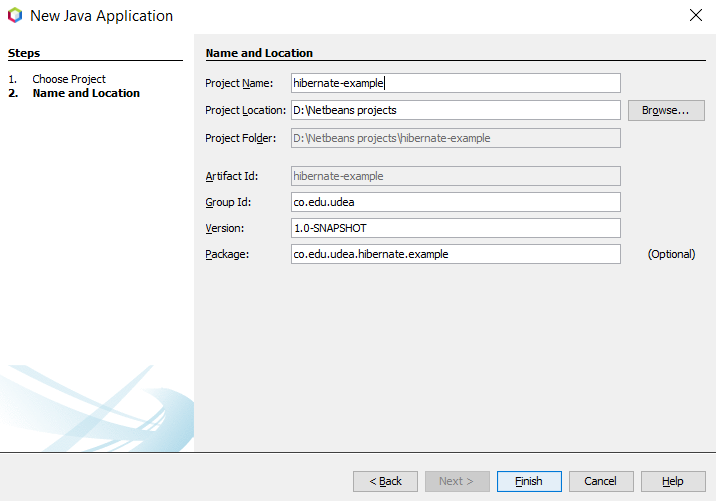 New Java Application
Steps
1. Choose Project
2. Name and Location
Name and Location
Project Name: hibernate-example
Project Location: D:\Netbeans projects Browse...
Project Folder: D:\Netbeans projects\hibernate-example
Artifact Id: hibernate-example
Group Id: co.edu.udea
Version: 1.0-SNAPSHOT
Package: co.edu.udea.hibernate.example (Optional)
< Back Next > Finish Cancel Help